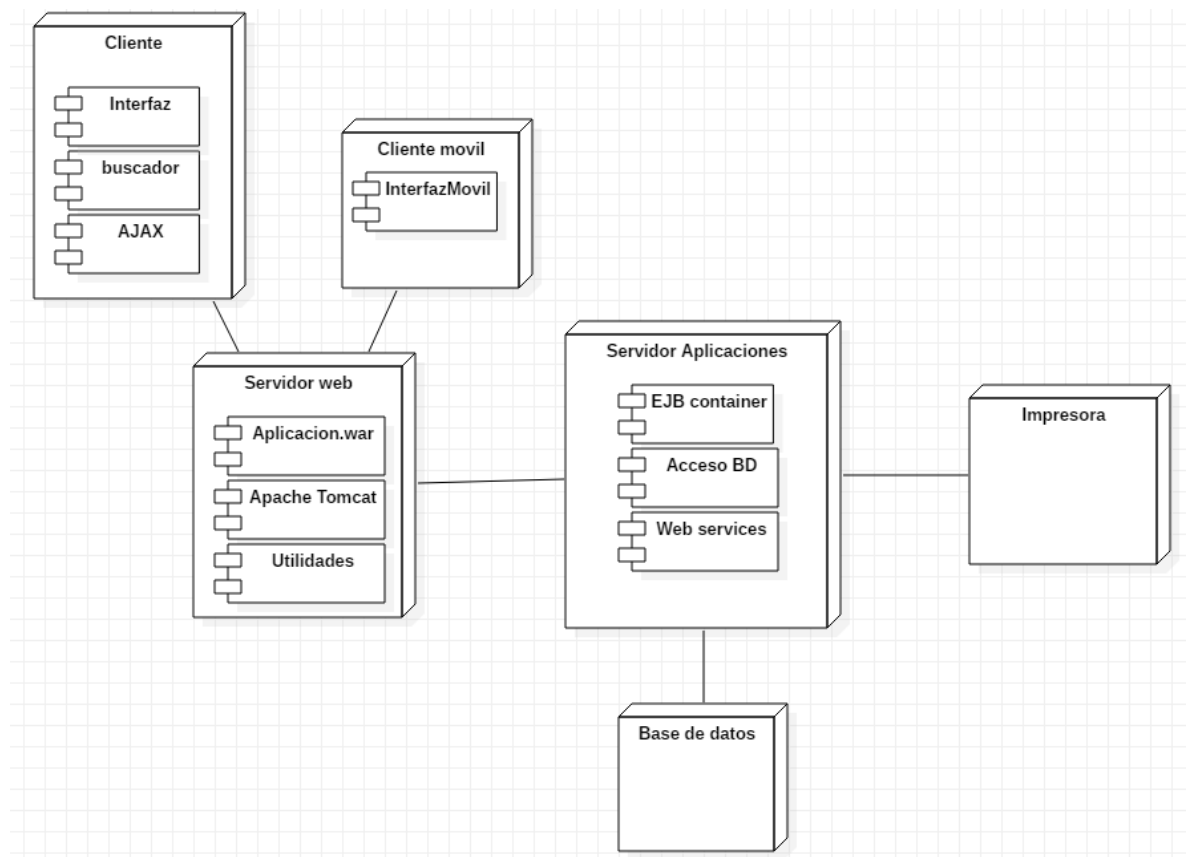 Cliente
Interfaz
buscador
AJAX
Cliente movil
InterfazMovil
Servidor web
Aplicacion.war
Apache Tomcat
Utilidades
Servidor Aplicaciones
EJB container
Acceso BD
Web services
Impresora
Base de datos